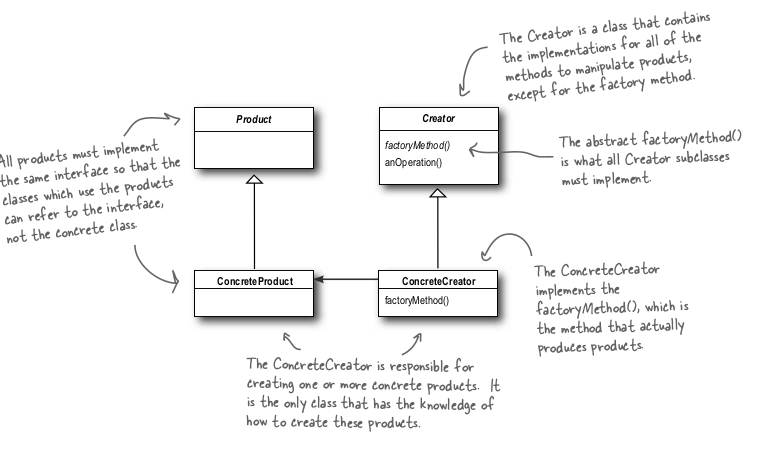 The Creator is a class that contains
the implementations for all of the
methods to manipulate products,
except for the factory method.
Product
Creator
factoryMethod()
anOperation()
The abstract factoryMethod()
is what all Creator subclasses
must implement.
All products must implement
the same interface so that the
classes which use the products
can refer to the interface,
not the concrete class.
ConcreteProduct
ConcreteCreator
factoryMethod()
The ConcreteCreator
implements the
factoryMethod(), which is
the method that actually
produces products.
The ConcreteCreator is responsible for
creating one or more concrete products. It
is the only class that has the knowledge of
how to create these products.